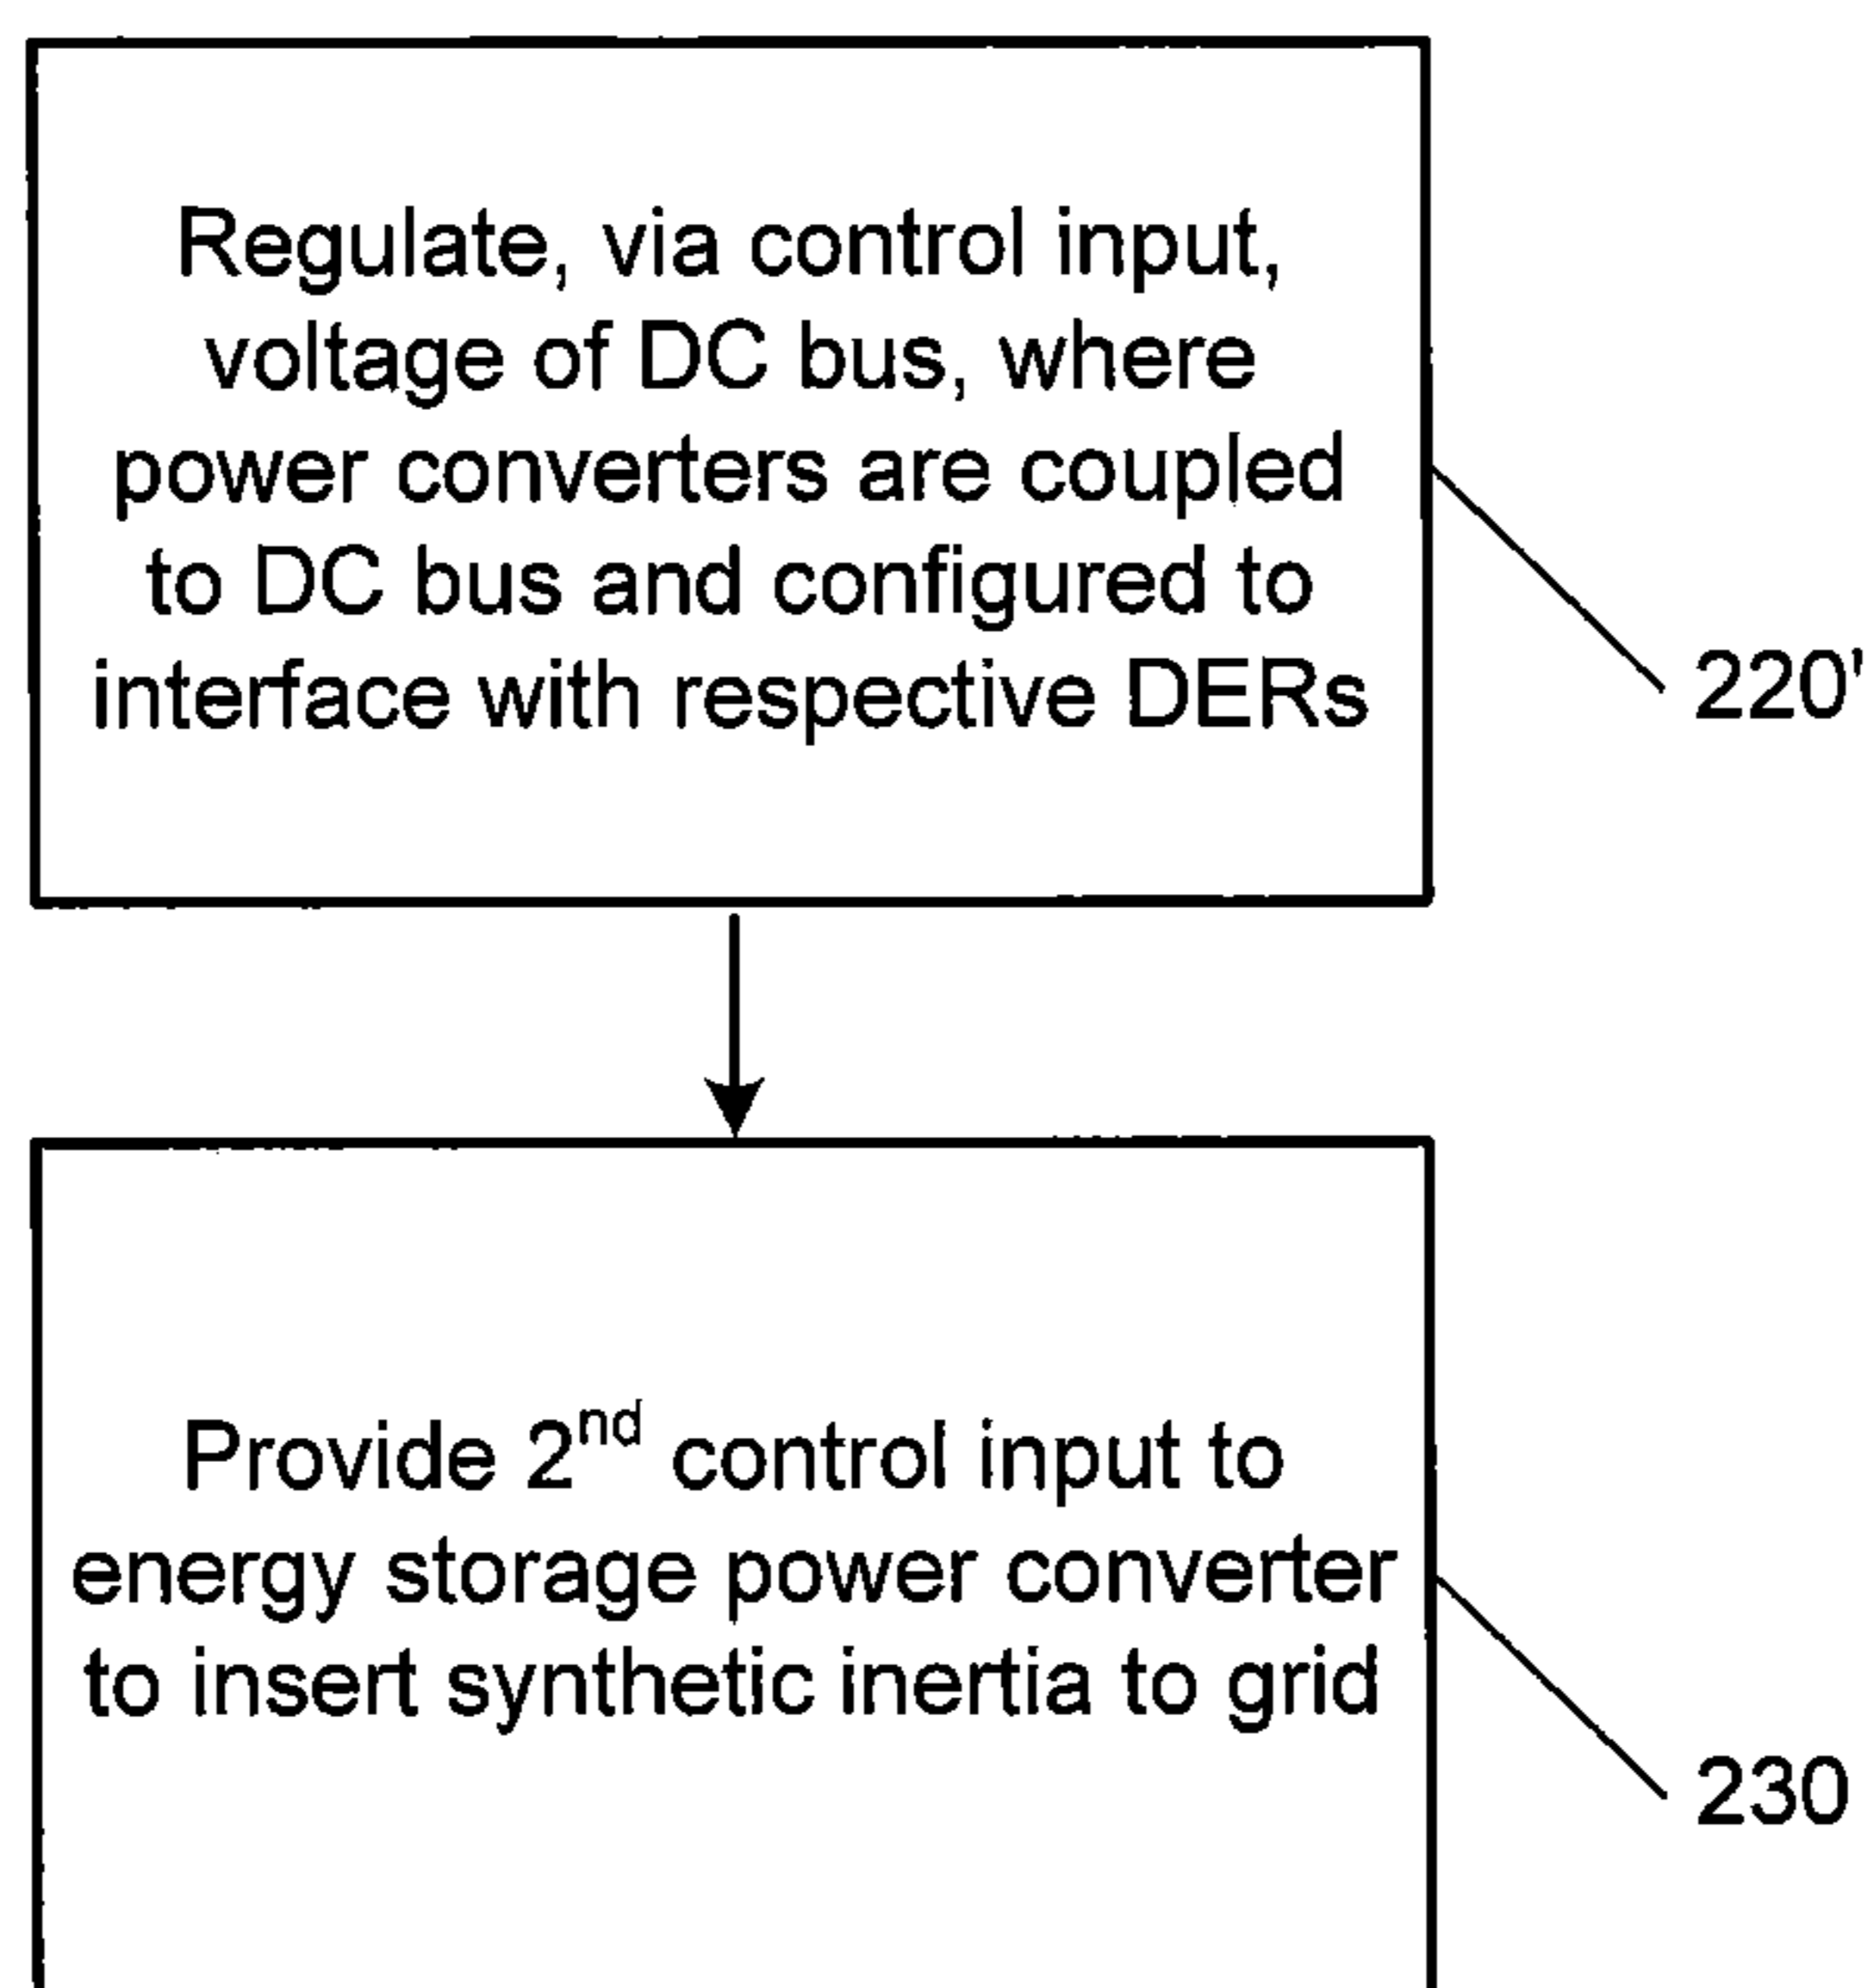 Regulate, via control input,
voltage of DC bus, where
power converters are coupled
to DC bus and configured to
interface with respective DERs
220'
Provide 2nd control input to
energy storage power converter
to insert synthetic inertia to grid
230